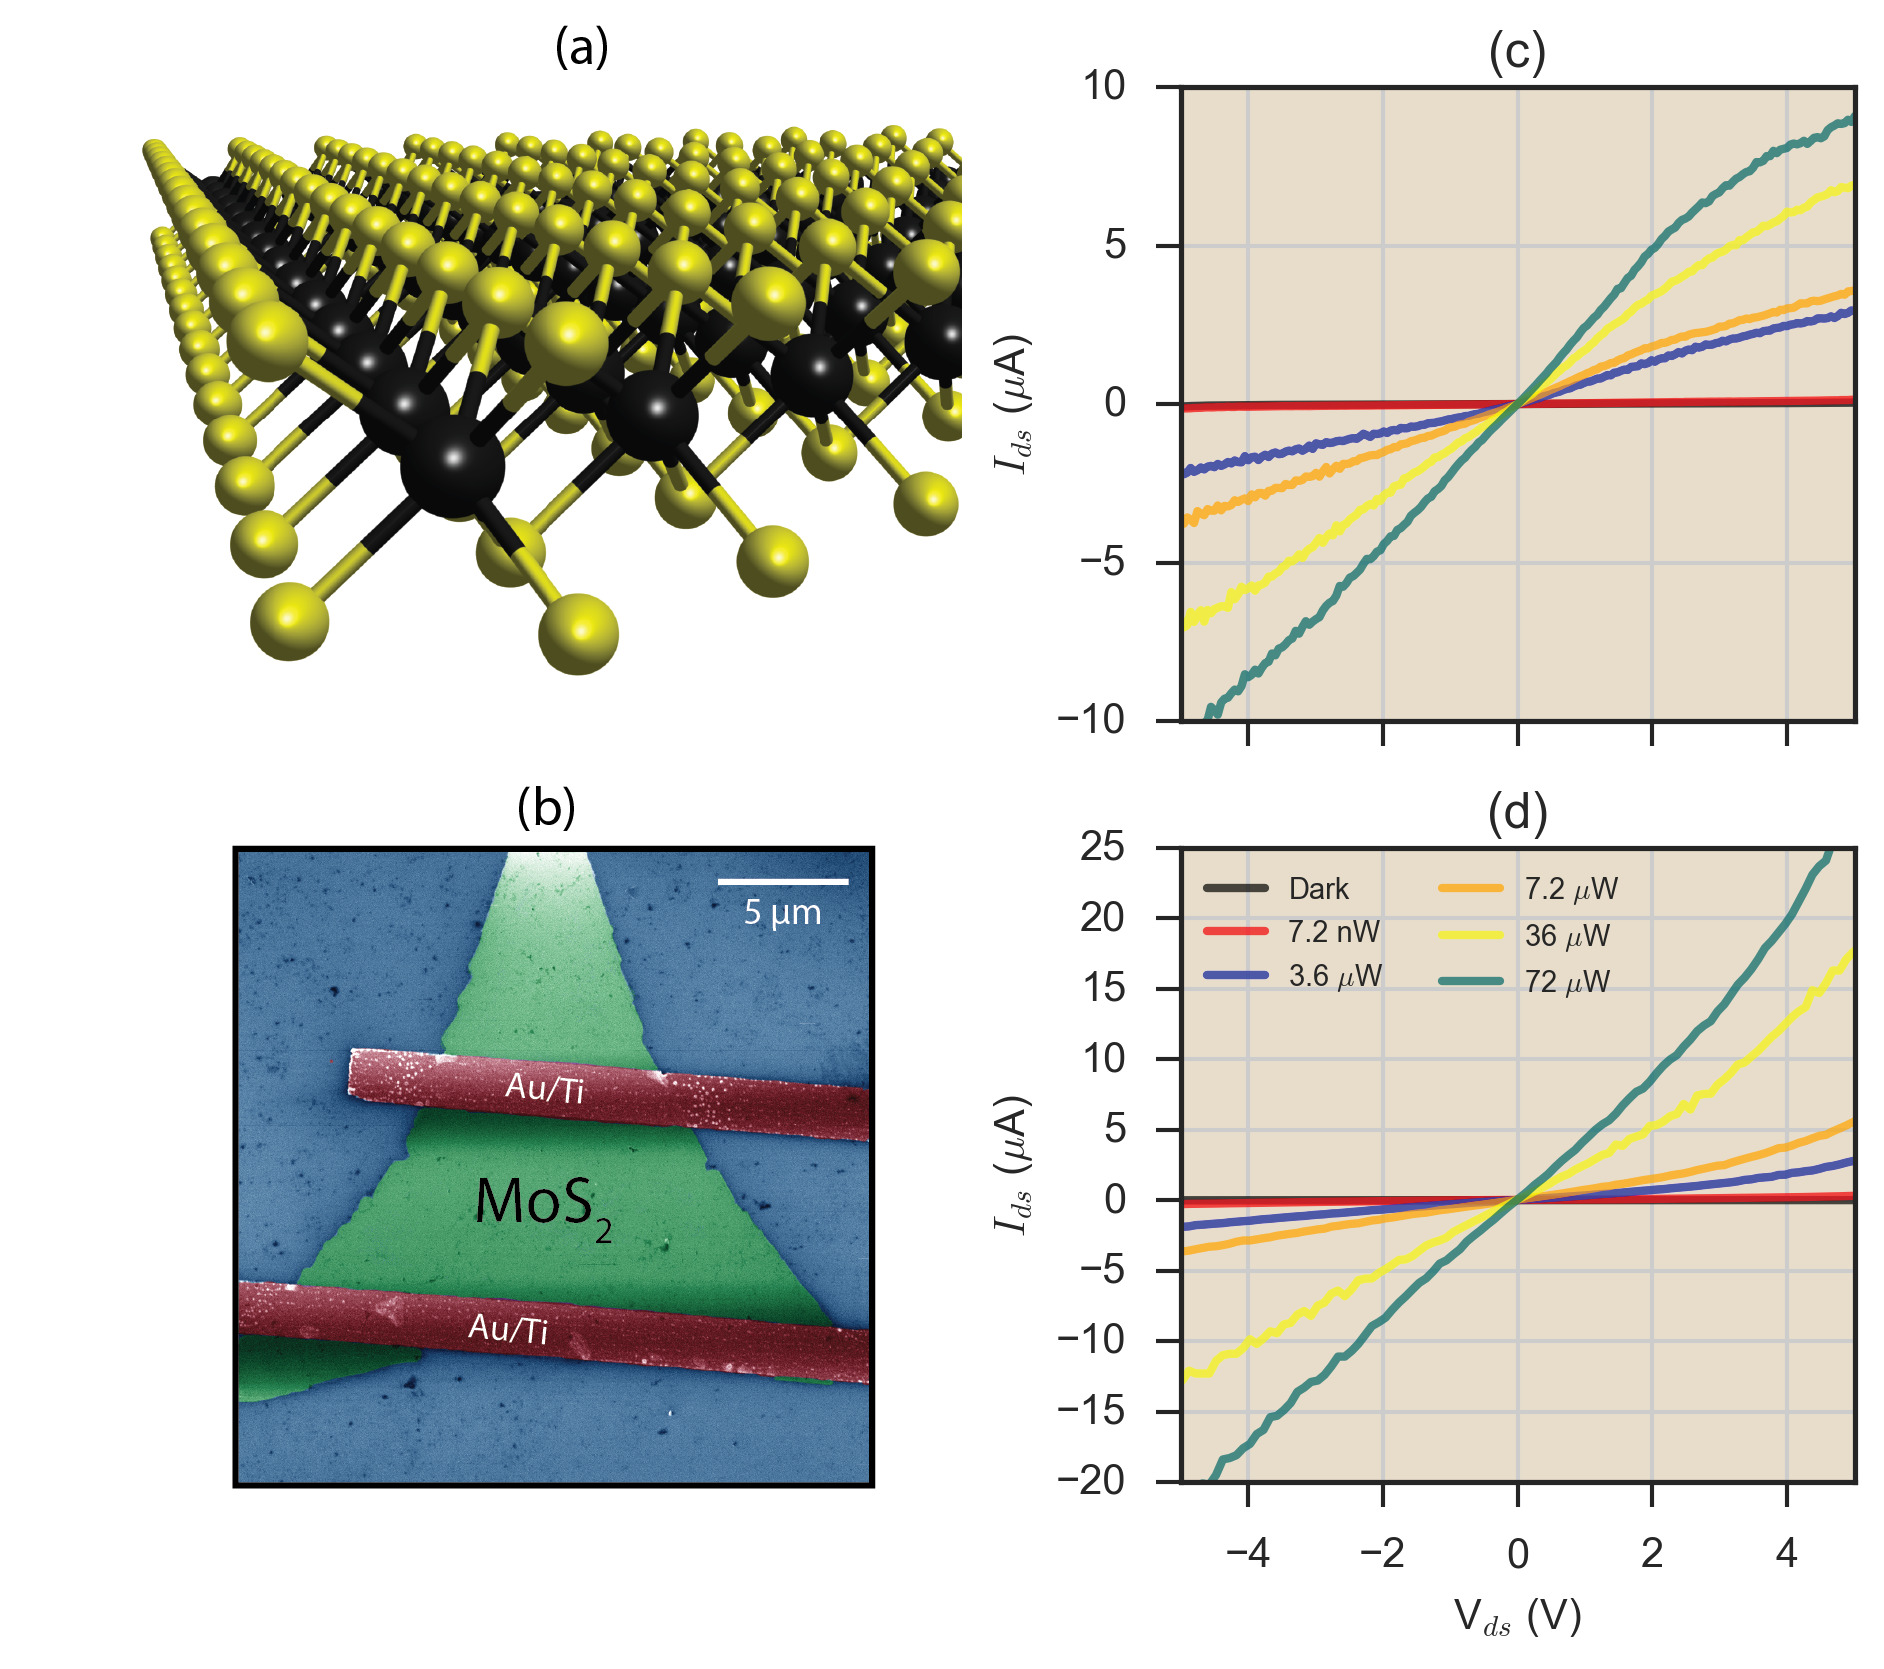 (a)
(b)
5 μm
Au/Ti
MoS₂
Au/Ti
(c)
10
5
0
−5
−10
I_ds (μA)
(d)
25
20
15
10
5
0
−5
−10
−15
−20
I_ds (μA)
Dark
7.2 nW
3.6 μW
7.2 μW
36 μW
72 μW
−4 −2 0 2 4
V_ds (V)